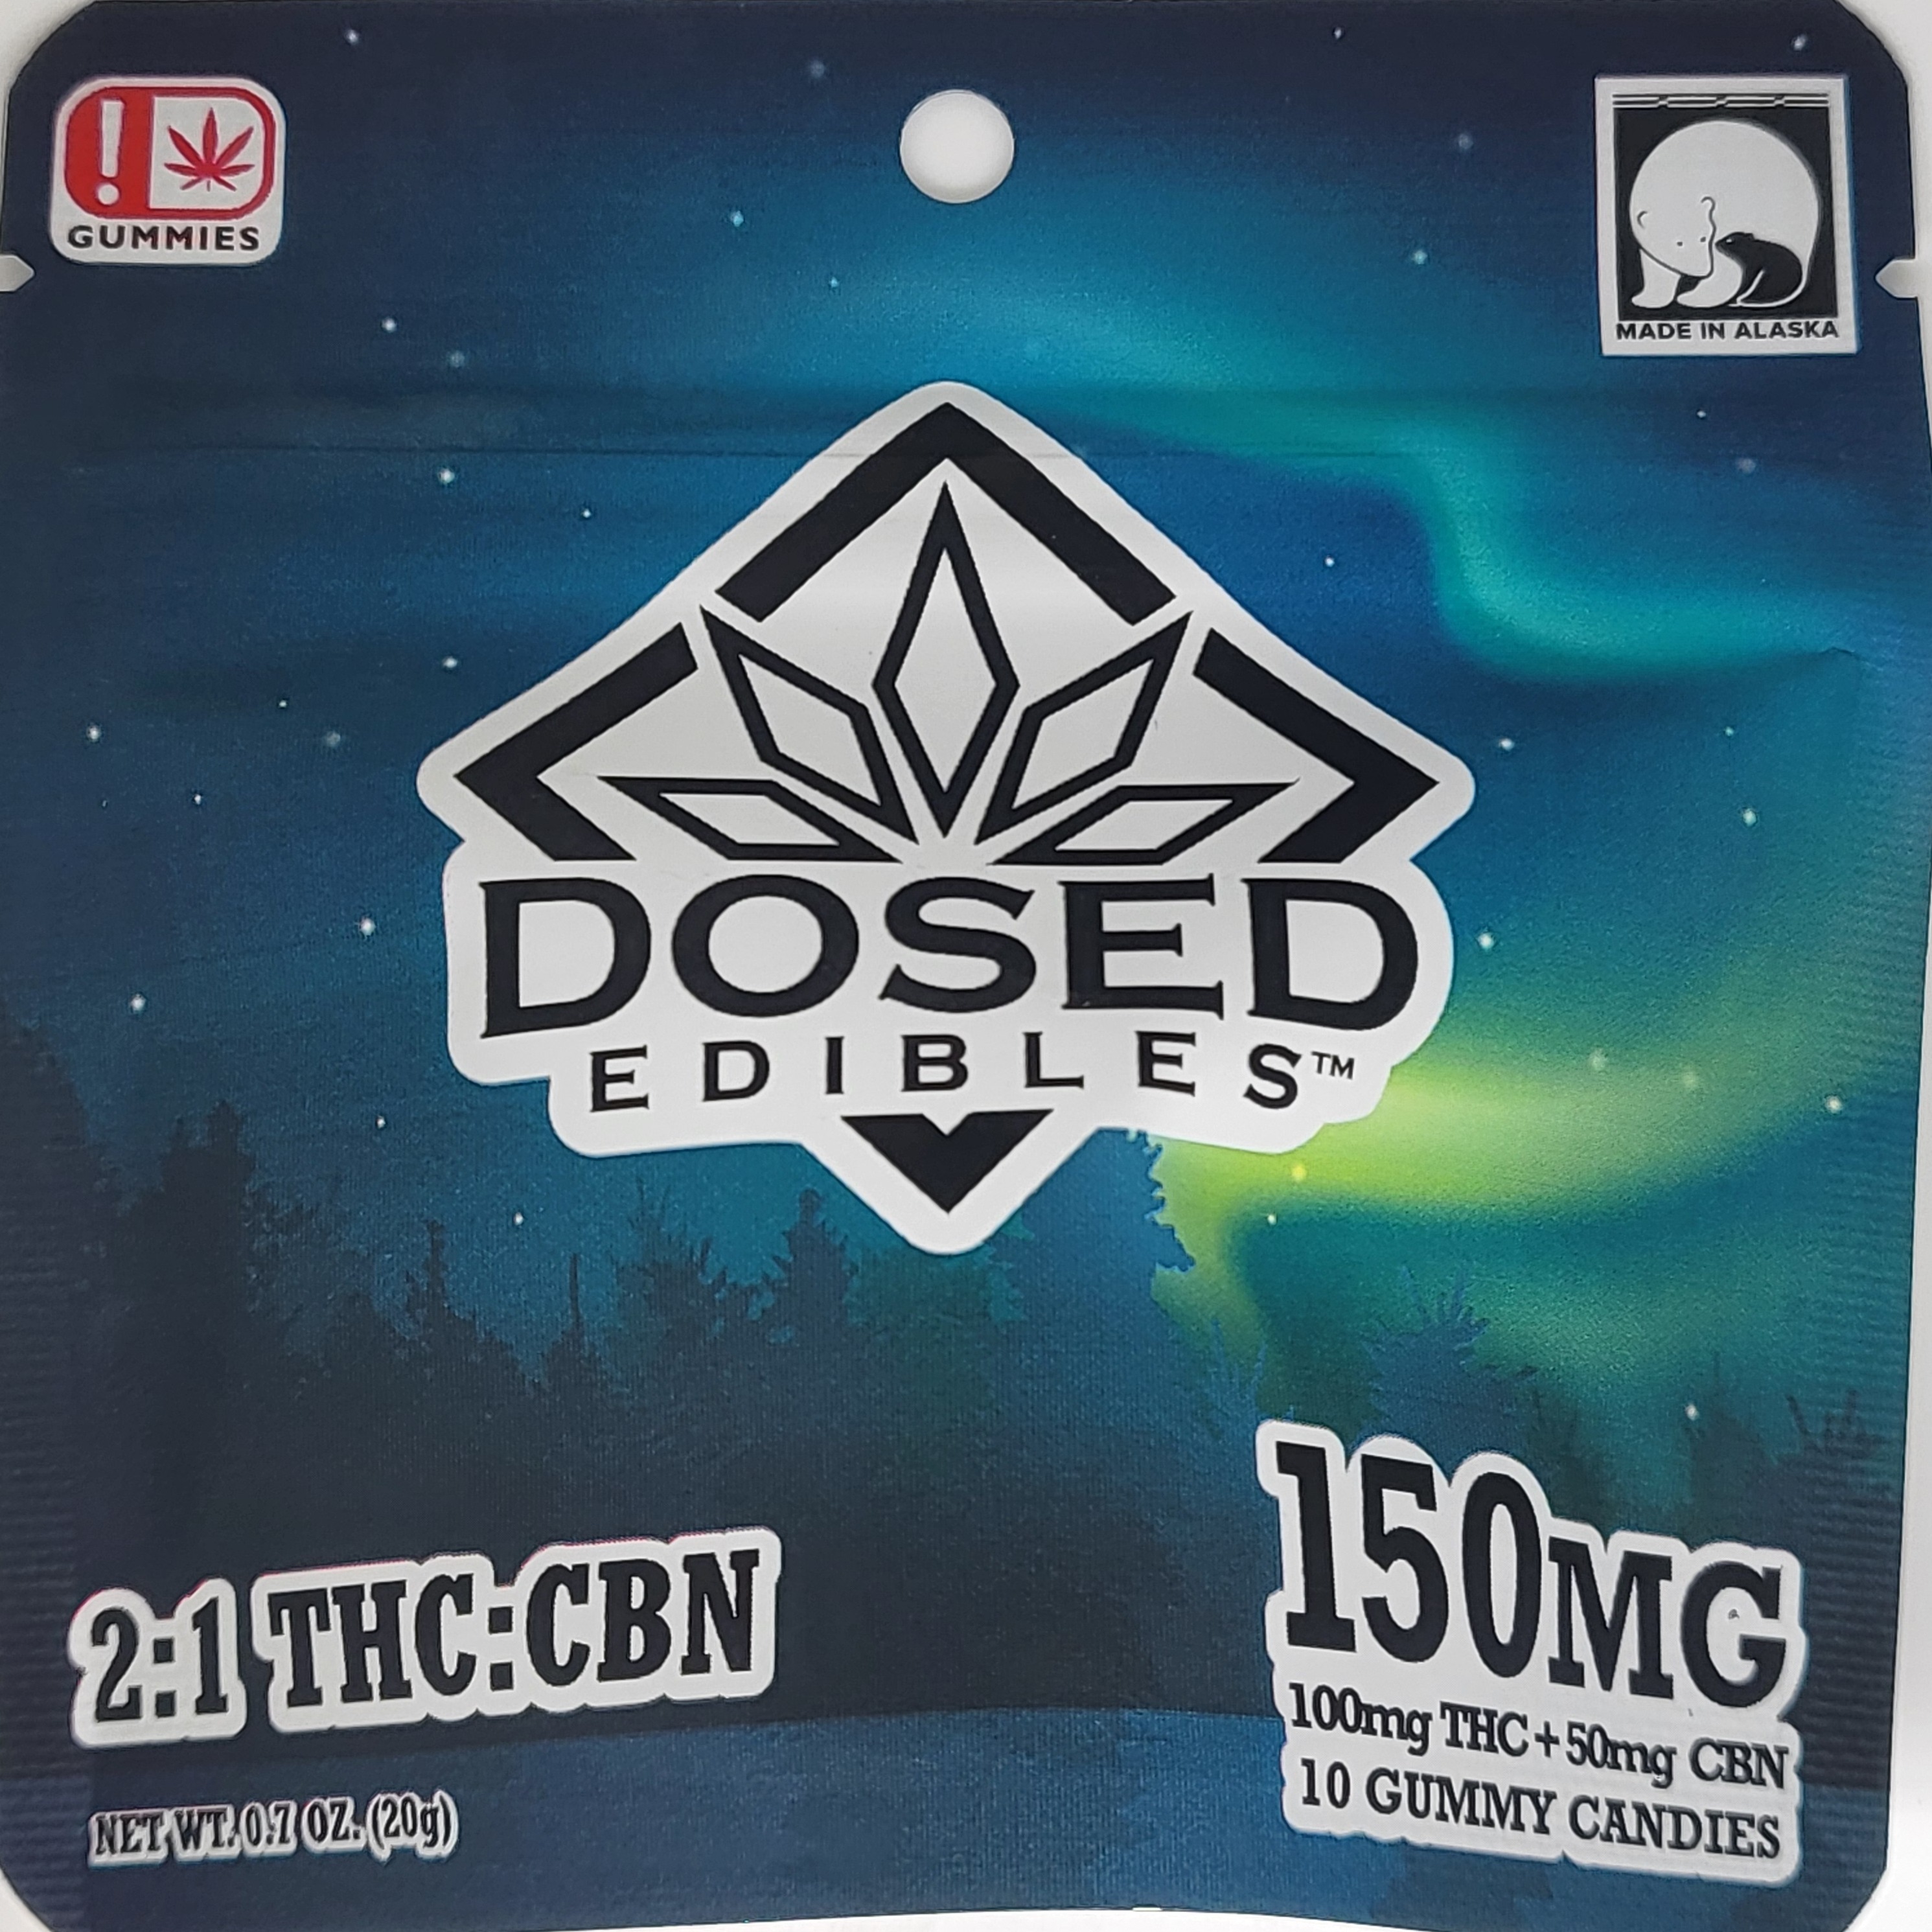 !
GUMMIES
MADE IN ALASKA
DOSED
EDIBLES™
2:1 THC:CBN
NET WT. 0.7 OZ. (20g)
150MG
100mg THC+50mg CBN
10 GUMMY CANDIES